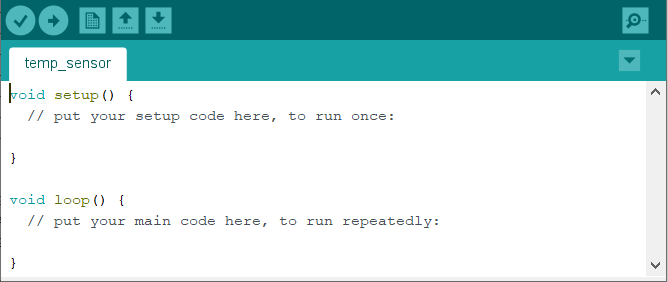 temp_sensor
void setup() {
  // put your setup code here, to run once:
}
void loop() {
  // put your main code here, to run repeatedly:
}